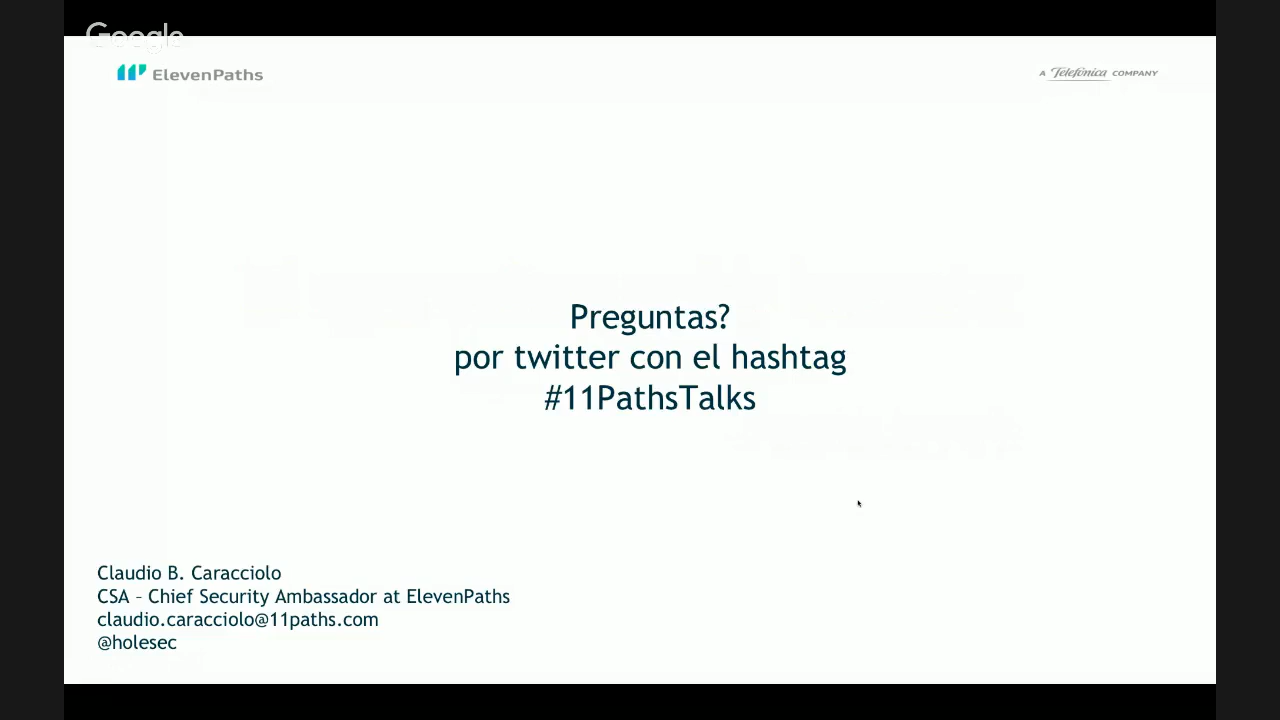 Google
ElevenPaths
A Telefónica COMPANY
Preguntas?
por twitter con el hashtag
#11PathsTalks
Claudio B. Caracciolo
CSA – Chief Security Ambassador at ElevenPaths
claudio.caracciolo@11paths.com
@holesec